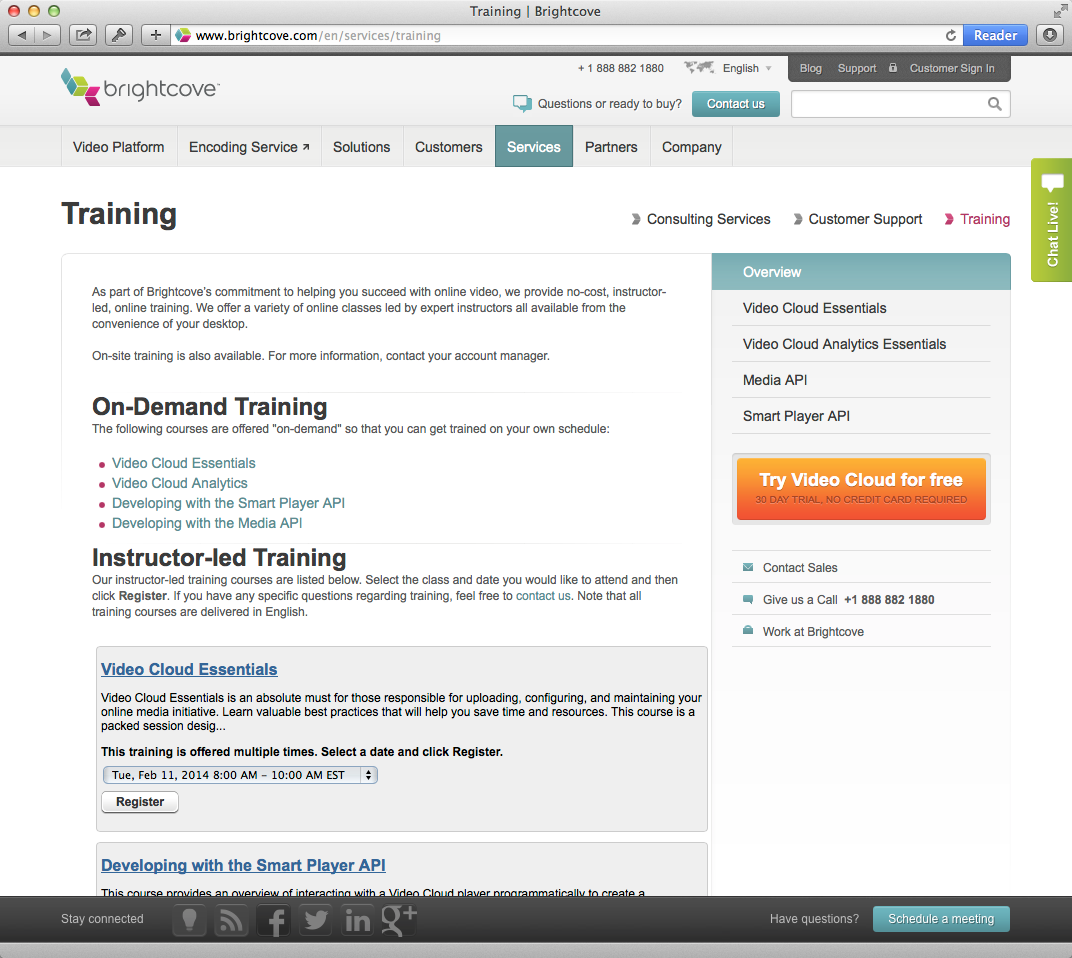 Training | Brightcove
www.brightcove.com/en/services/training
Reader
+ 1 888 882 1880
English
Blog
Support
Customer Sign In
brightcove™
Questions or ready to buy?
Contact us
Video Platform
Encoding Service
Solutions
Customers
Services
Partners
Company
Chat Live!
Training
Consulting Services
Customer Support
Training
As part of Brightcove's commitment to helping you succeed with online video, we provide no-cost, instructor-
led, online training. We offer a variety of online classes led by expert instructors all available from the
convenience of your desktop.
On-site training is also available. For more information, contact your account manager.
On-Demand Training
The following courses are offered "on-demand" so that you can get trained on your own schedule:
Video Cloud Essentials
Video Cloud Analytics
Developing with the Smart Player API
Developing with the Media API
Instructor-led Training
Our instructor-led training courses are listed below. Select the class and date you would like to attend and then
click Register. If you have any specific questions regarding training, feel free to contact us. Note that all
training courses are delivered in English.
Video Cloud Essentials
Video Cloud Essentials is an absolute must for those responsible for uploading, configuring, and maintaining your
online media initiative. Learn valuable best practices that will help you save time and resources. This course is a
packed session desig...
This training is offered multiple times. Select a date and click Register.
Tue, Feb 11, 2014 8:00 AM – 10:00 AM EST
Register
Developing with the Smart Player API
This course provides an overview of interacting with a Video Cloud player programmatically to create a
Overview
Video Cloud Essentials
Video Cloud Analytics Essentials
Media API
Smart Player API
Try Video Cloud for free
30 DAY TRIAL, NO CREDIT CARD REQUIRED
Contact Sales
Give us a Call +1 888 882 1880
Work at Brightcove
Stay connected
Have questions?
Schedule a meeting